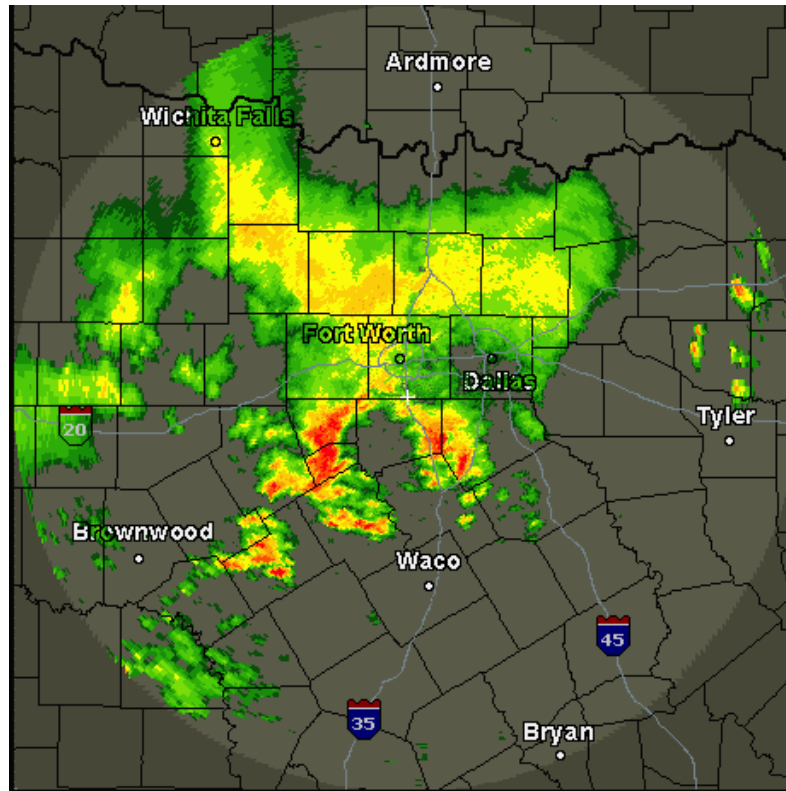 Ardmore
Wichita Falls
Fort Worth
Dallas
20
Tyler
Brownwood
Waco
45
35
Bryan